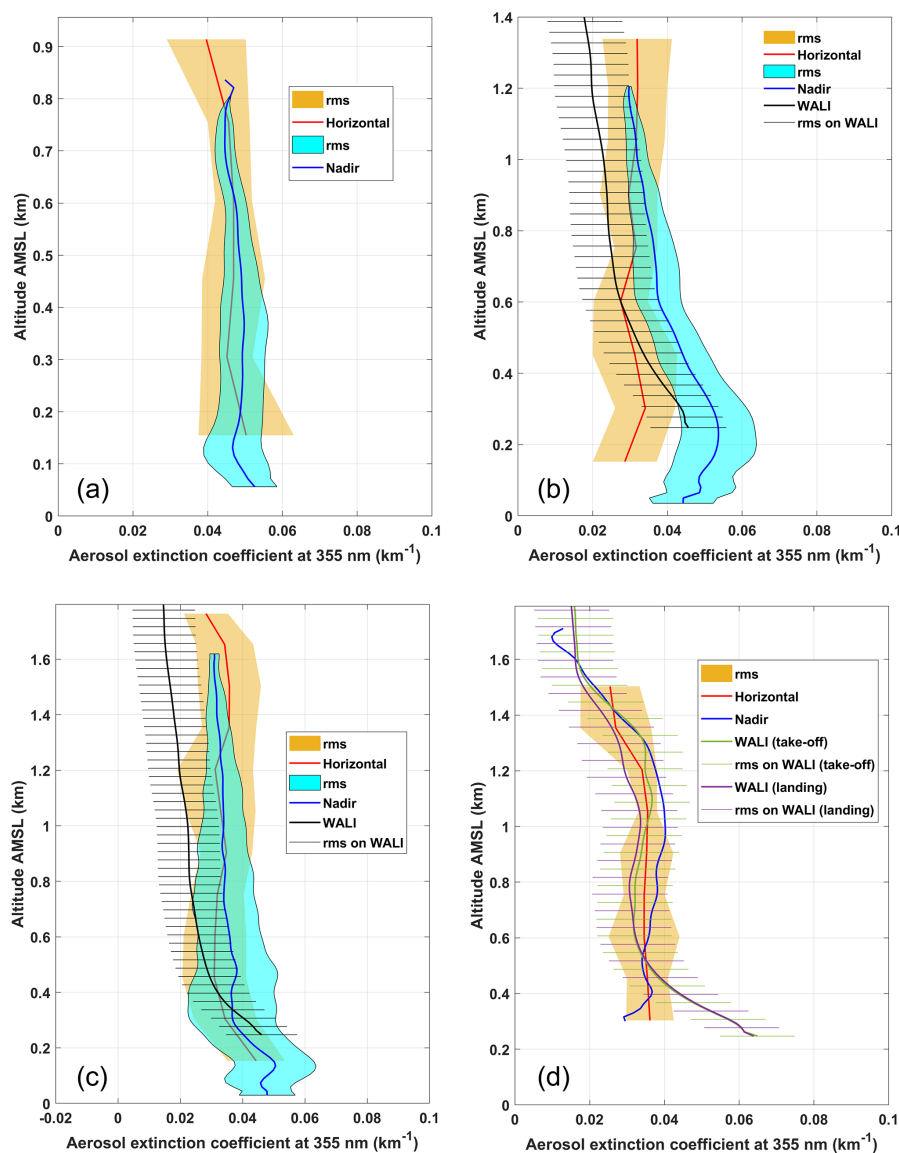 0.9
0.8
0.7
0.6
0.5
0.4
0.3
0.2
0.1
0
Altitude AMSL (km)
rms
Horizontal
rms
Nadir
(a)
0 0.02 0.04 0.06 0.08 0.1
Aerosol extinction coefficient at 355 nm (km-1)
1.4
1.2
1
0.8
0.6
0.4
0.2
0
Altitude AMSL (km)
rms
Horizontal
rms
Nadir
WALI
rms on WALI
(b)
0 0.02 0.04 0.06 0.08 0.1
Aerosol extinction coefficient at 355 nm (km-1)
1.6
1.4
1.2
1
0.8
0.6
0.4
0.2
0
Altitude AMSL (km)
rms
Horizontal
rms
Nadir
WALI
rms on WALI
(c)
-0.02 0 0.02 0.04 0.06 0.08 0.1
Aerosol extinction coefficient at 355 nm (km-1)
1.6
1.4
1.2
1
0.8
0.6
0.4
0.2
0
Altitude AMSL (km)
rms
Horizontal
Nadir
WALI (take-off)
rms on WALI (take-off)
WALI (landing)
rms on WALI (landing)
(d)
0 0.02 0.04 0.06 0.08 0.1
Aerosol extinction coefficient at 355 nm (km-1)